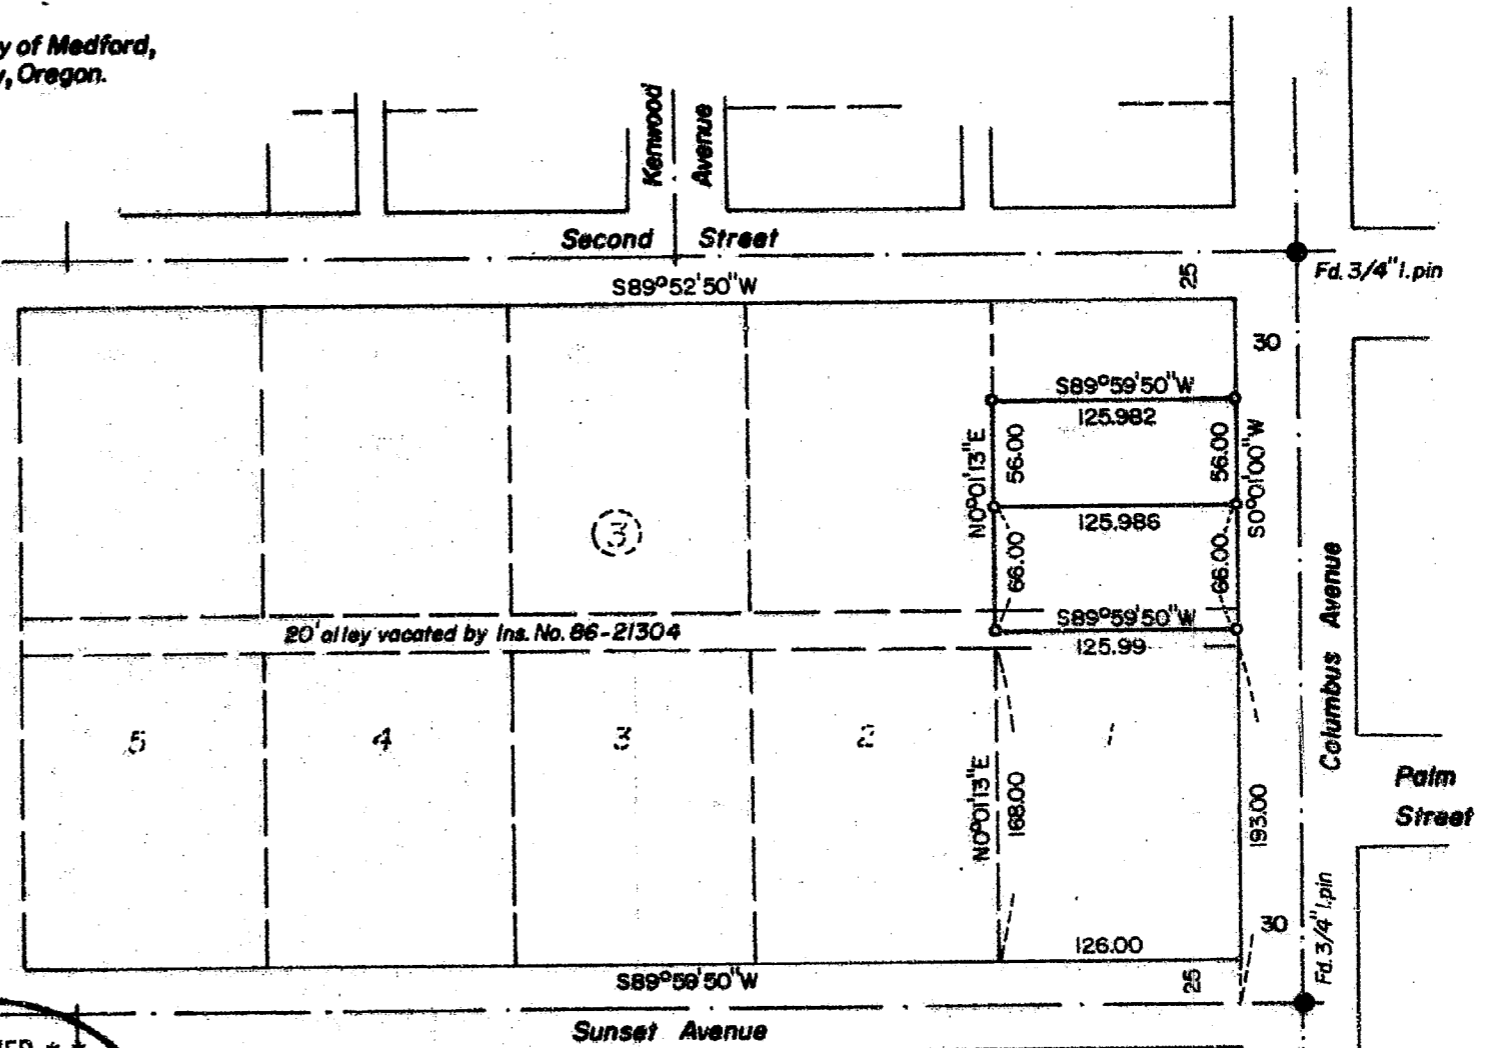 y of Medford,
y, Oregon.
Kenwood
Avenue
Second Street
S89°52'50"W
25
Fd. 3/4" I. pin
30
S89°59'50"W
125.982
N0°01'13"E
56.00
56.00
S0°01'00"W
125.986
66.00
66.00
3
20' alley vacated by Ins. No. 86-21304
S89°59'50"W
125.99
Columbus Avenue
5
4
3
2
1
N0°01'13"E
168.00
193.00
Palm
Street
Fd. 3/4" I. pin
30
126.00
S89°59'50"W
25
Sunset Avenue